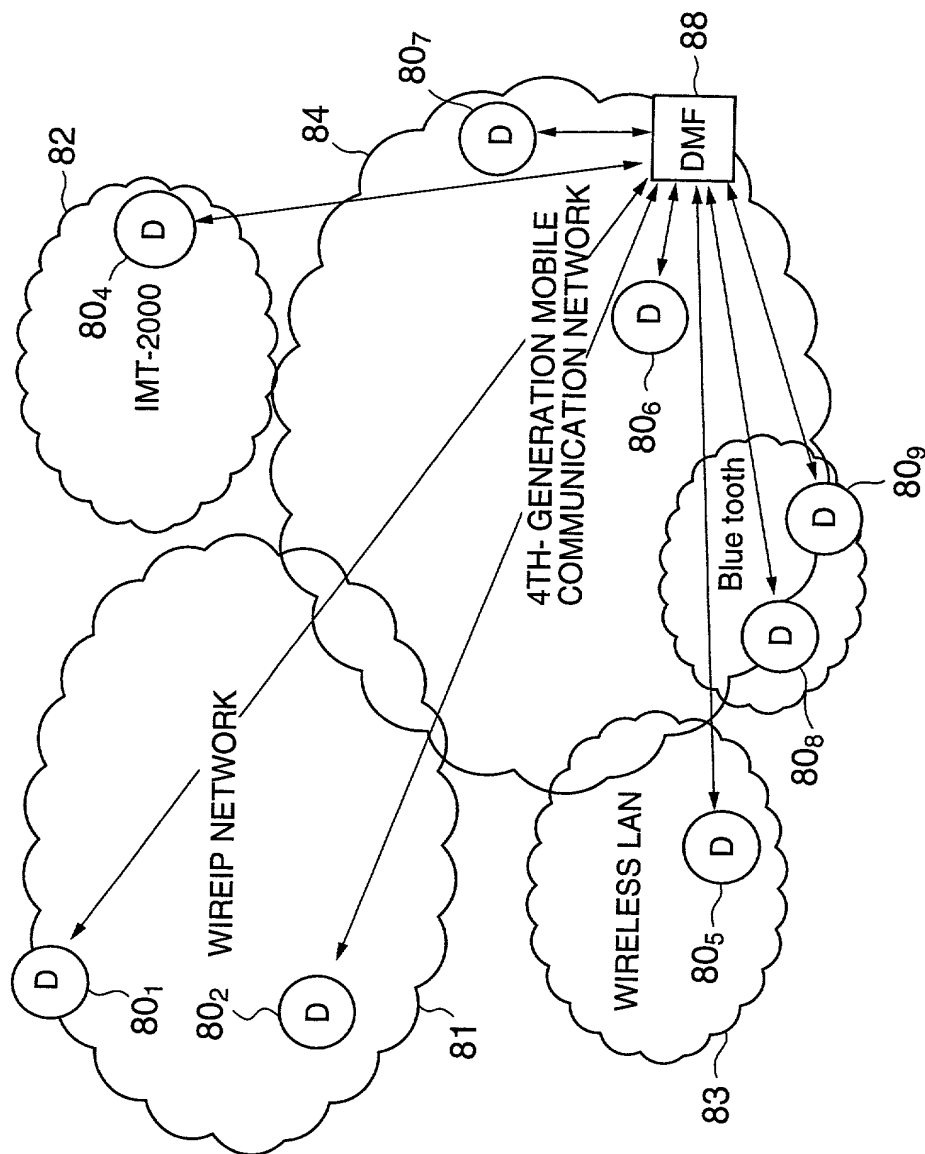 D
80₁
WIREIP NETWORK
80₂
D
81
82
80₄
D
IMT-2000
84
4TH- GENERATION MOBILE
COMMUNICATION NETWORK
D
80₇
D
80₆
DMF
88
WIRELESS LAN
D
80₅
83
Blue tooth
D
80₈
D
80₉